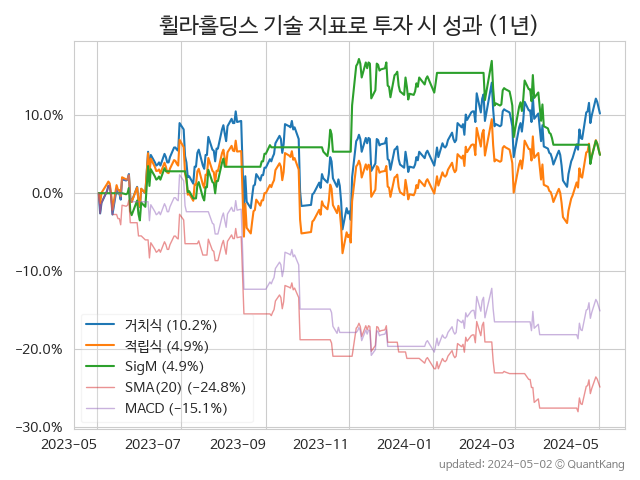 휠라홀딩스 기술 지표로 투자 시 성과 (1년)
10.0%
0.0%
−10.0%
−20.0%
−30.0%
거치식 (10.2%)
적립식 (4.9%)
SigM (4.9%)
SMA(20) (−24.8%)
MACD (−15.1%)
2023-05 2023-07 2023-09 2023-11 2024-01 2024-03 2024-05
updated: 2024-05-02 © QuantKang